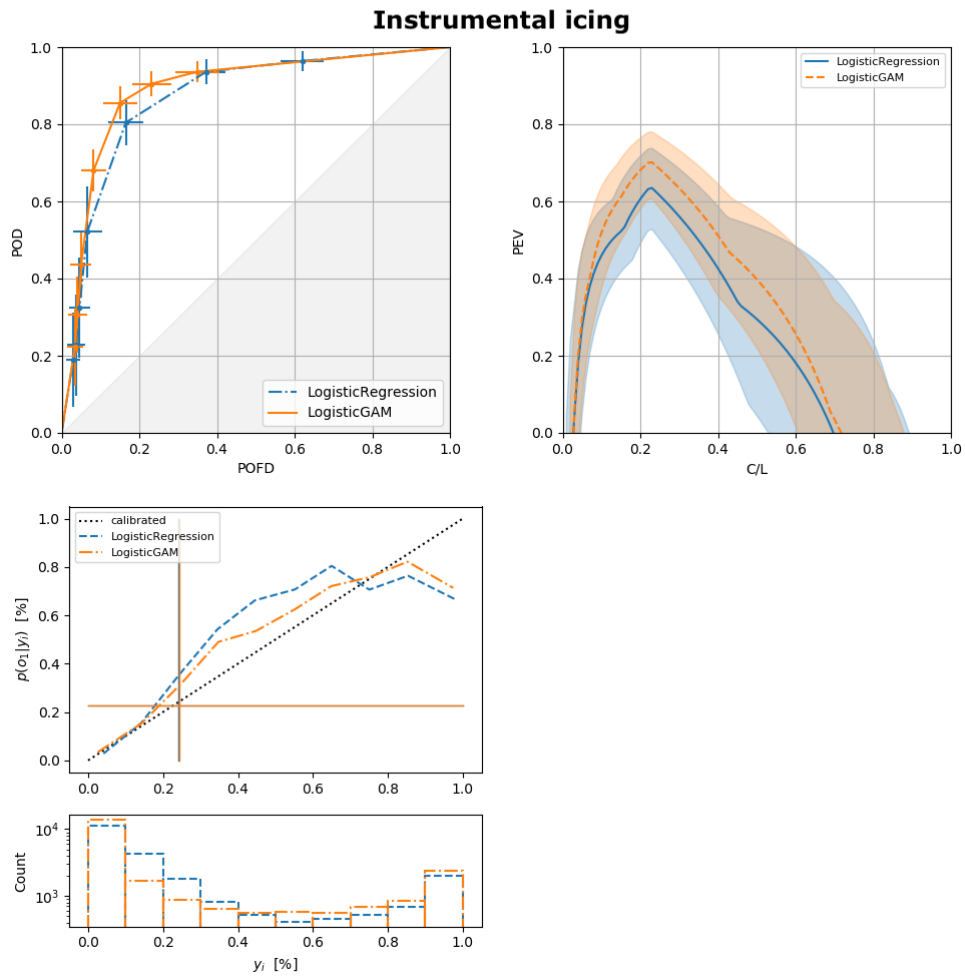 Instrumental icing
1.0
0.8
0.6
0.4
0.2
0.0
POD
0.0 0.2 0.4 0.6 0.8 1.0
POFD
LogisticRegression
LogisticGAM
1.0
0.8
0.6
0.4
0.2
0.0
PEV
0.0 0.2 0.4 0.6 0.8 1.0
C/L
LogisticRegression
LogisticGAM
1.0
0.8
0.6
0.4
0.2
0.0
p(o₁|yᵢ) [%]
calibrated
LogisticRegression
LogisticGAM
0.0 0.2 0.4 0.6 0.8 1.0
10⁴
10³
Count
0.0 0.2 0.4 0.6 0.8 1.0
yᵢ [%]